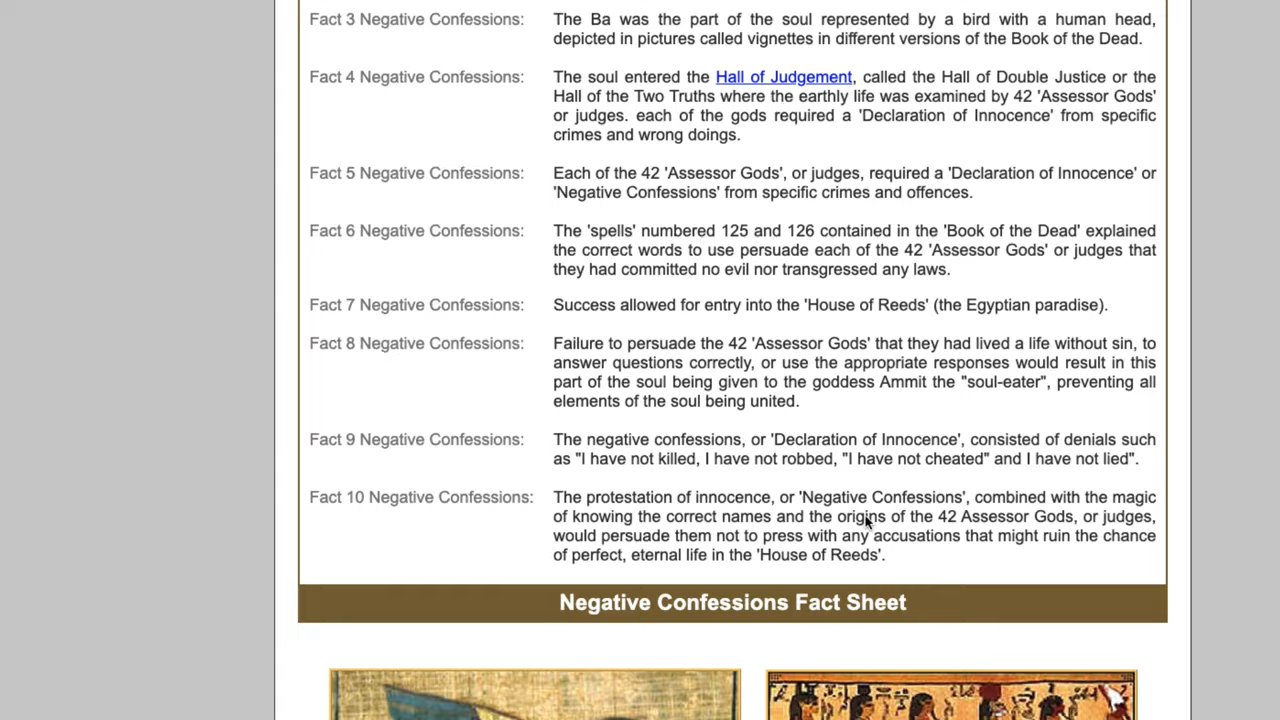 Fact 3 Negative Confessions: The Ba was the part of the soul represented by a bird with a human head,
depicted in pictures called vignettes in different versions of the Book of the Dead.
Fact 4 Negative Confessions: The soul entered the Hall of Judgement, called the Hall of Double Justice or the
Hall of the Two Truths where the earthly life was examined by 42 'Assessor Gods'
or judges. each of the gods required a 'Declaration of Innocence' from specific
crimes and wrong doings.
Fact 5 Negative Confessions: Each of the 42 'Assessor Gods', or judges, required a 'Declaration of Innocence' or
'Negative Confessions' from specific crimes and offences.
Fact 6 Negative Confessions: The 'spells' numbered 125 and 126 contained in the 'Book of the Dead' explained
the correct words to use persuade each of the 42 'Assessor Gods' or judges that
they had committed no evil nor transgressed any laws.
Fact 7 Negative Confessions: Success allowed for entry into the 'House of Reeds' (the Egyptian paradise).
Fact 8 Negative Confessions: Failure to persuade the 42 'Assessor Gods' that they had lived a life without sin, to
answer questions correctly, or use the appropriate responses would result in this
part of the soul being given to the goddess Ammit the "soul-eater", preventing all
elements of the soul being united.
Fact 9 Negative Confessions: The negative confessions, or 'Declaration of Innocence', consisted of denials such
as "I have not killed, I have not robbed, "I have not cheated" and I have not lied".
Fact 10 Negative Confessions: The protestation of innocence, or 'Negative Confessions', combined with the magic
of knowing the correct names and the origins of the 42 Assessor Gods, or judges,
would persuade them not to press with any accusations that might ruin the chance
of perfect, eternal life in the 'House of Reeds'.
Negative Confessions Fact Sheet